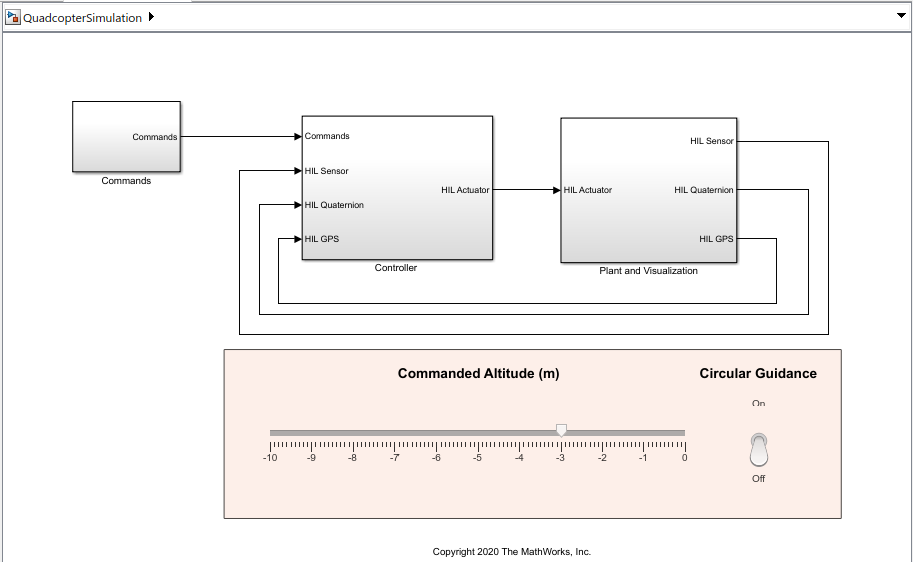 QuadcopterSimulation
Commands
Commands
Commands
HIL Sensor
HIL Quaternion
HIL GPS
HIL Actuator
Controller
HIL Actuator
HIL Sensor
HIL Quaternion
HIL GPS
Plant and Visualization
Commanded Altitude (m)
Circular Guidance
On
-10 -9 -8 -7 -6 -5 -4 -3 -2 -1 0
Off
Copyright 2020 The MathWorks, Inc.